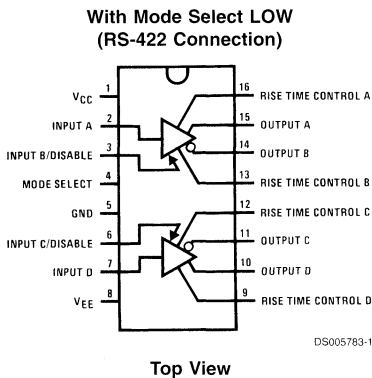 With Mode Select LOW
(RS-422 Connection)
1
VCC
2
INPUT A
3
INPUT B/DISABLE
4
MODE SELECT
5
GND
6
INPUT C/DISABLE
7
INPUT D
8
VEE
16
RISE TIME CONTROL A
15
OUTPUT A
14
OUTPUT B
13
RISE TIME CONTROL B
12
RISE TIME CONTROL C
11
OUTPUT C
10
OUTPUT D
9
RISE TIME CONTROL D
DS005783-1
Top View